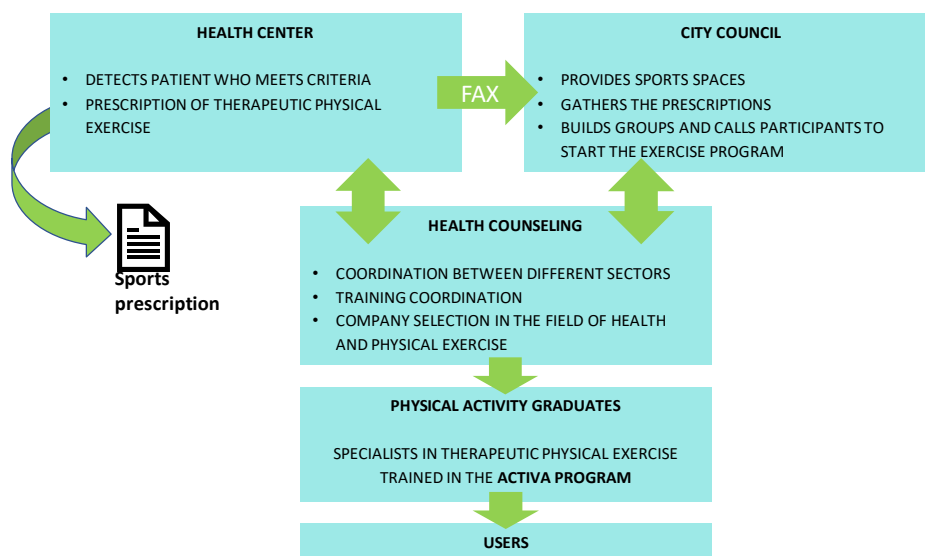 HEALTH CENTER
• DETECTS PATIENT WHO MEETS CRITERIA
• PRESCRIPTION OF THERAPEUTIC PHYSICAL
EXERCISE
FAX
CITY COUNCIL
• PROVIDES SPORTS SPACES
• GATHERS THE PRESCRIPTIONS
• BUILDS GROUPS AND CALLS PARTICIPANTS TO
START THE EXERCISE PROGRAM
Sports
prescription
HEALTH COUNSELING
• COORDINATION BETWEEN DIFFERENT SECTORS
• TRAINING COORDINATION
• COMPANY SELECTION IN THE FIELD OF HEALTH
AND PHYSICAL EXERCISE
PHYSICAL ACTIVITY GRADUATES
SPECIALISTS IN THERAPEUTIC PHYSICAL EXERCISE
TRAINED IN THE ACTIVA PROGRAM
USERS